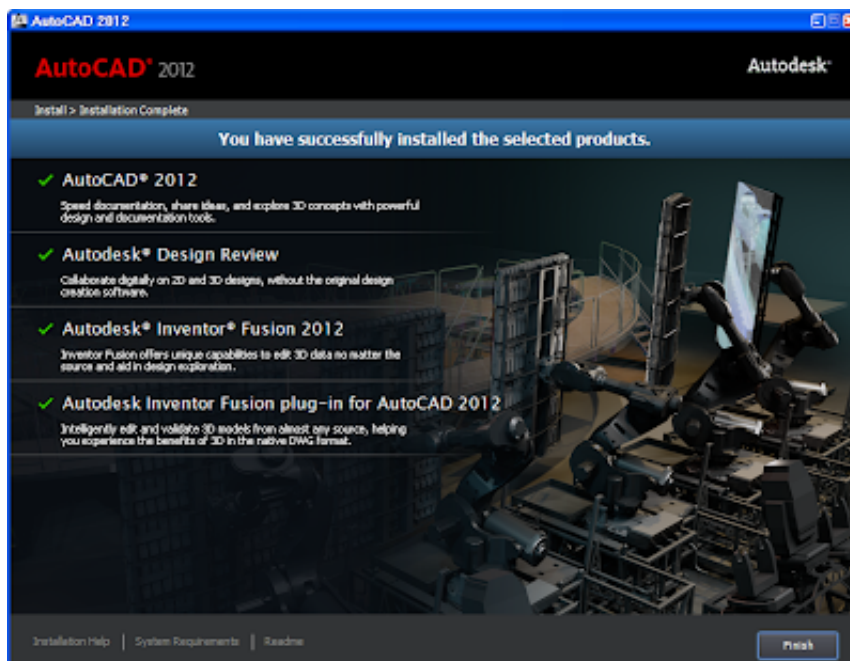 AutoCAD 2012
AutoCAD® 2012
Autodesk®
Install > Installation Complete
You have successfully installed the selected products.
AutoCAD® 2012
Speed documentation, share ideas, and explore 3D concepts with powerful
design and documentation tools.
Autodesk® Design Review
Collaborate digitally on 2D and 3D designs, without the original design
creation software.
Autodesk® Inventor® Fusion 2012
Inventor Fusion offers unique capabilities to edit 3D data no matter the
source and aid in design exploration.
Autodesk Inventor Fusion plug-in for AutoCAD 2012
Intelligently edit and validate 3D models from almost any source, helping
you experience the benefits of 3D in the native DWG format.
Installation Help | System Requirements | Readme
Finish